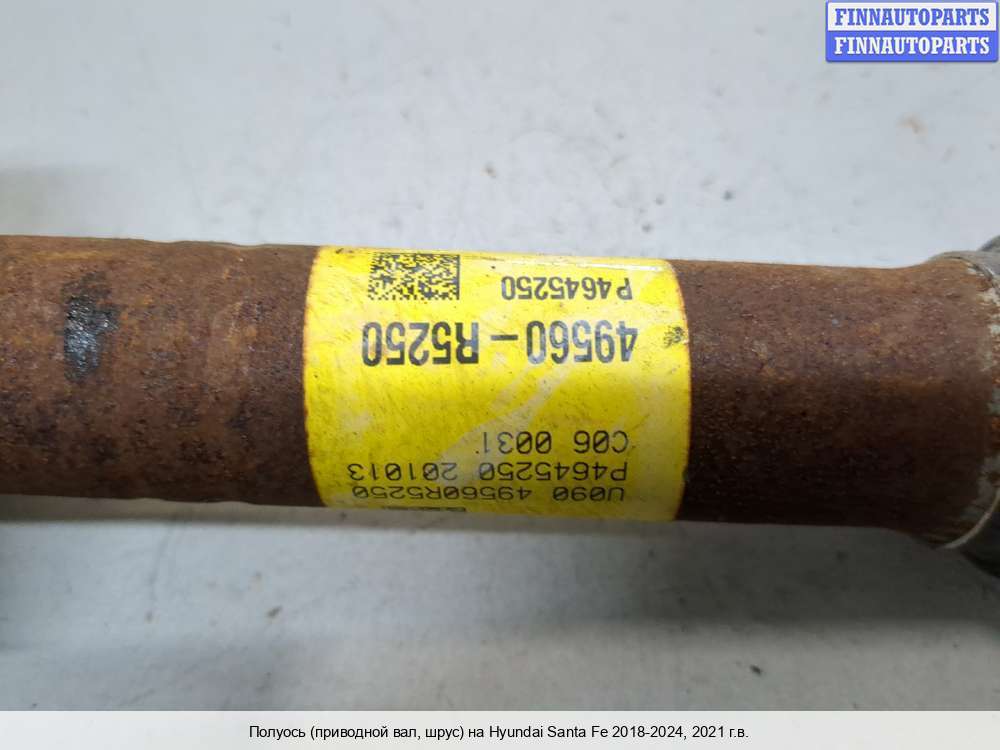 FINNAUTOPARTS
FINNAUTOPARTS
U090 49560R5250
P4645250 201013
C06 0031
49560-R5250
P4645250
Полуось (приводной вал, шрус) на Hyundai Santa Fe 2018-2024, 2021 г.в.